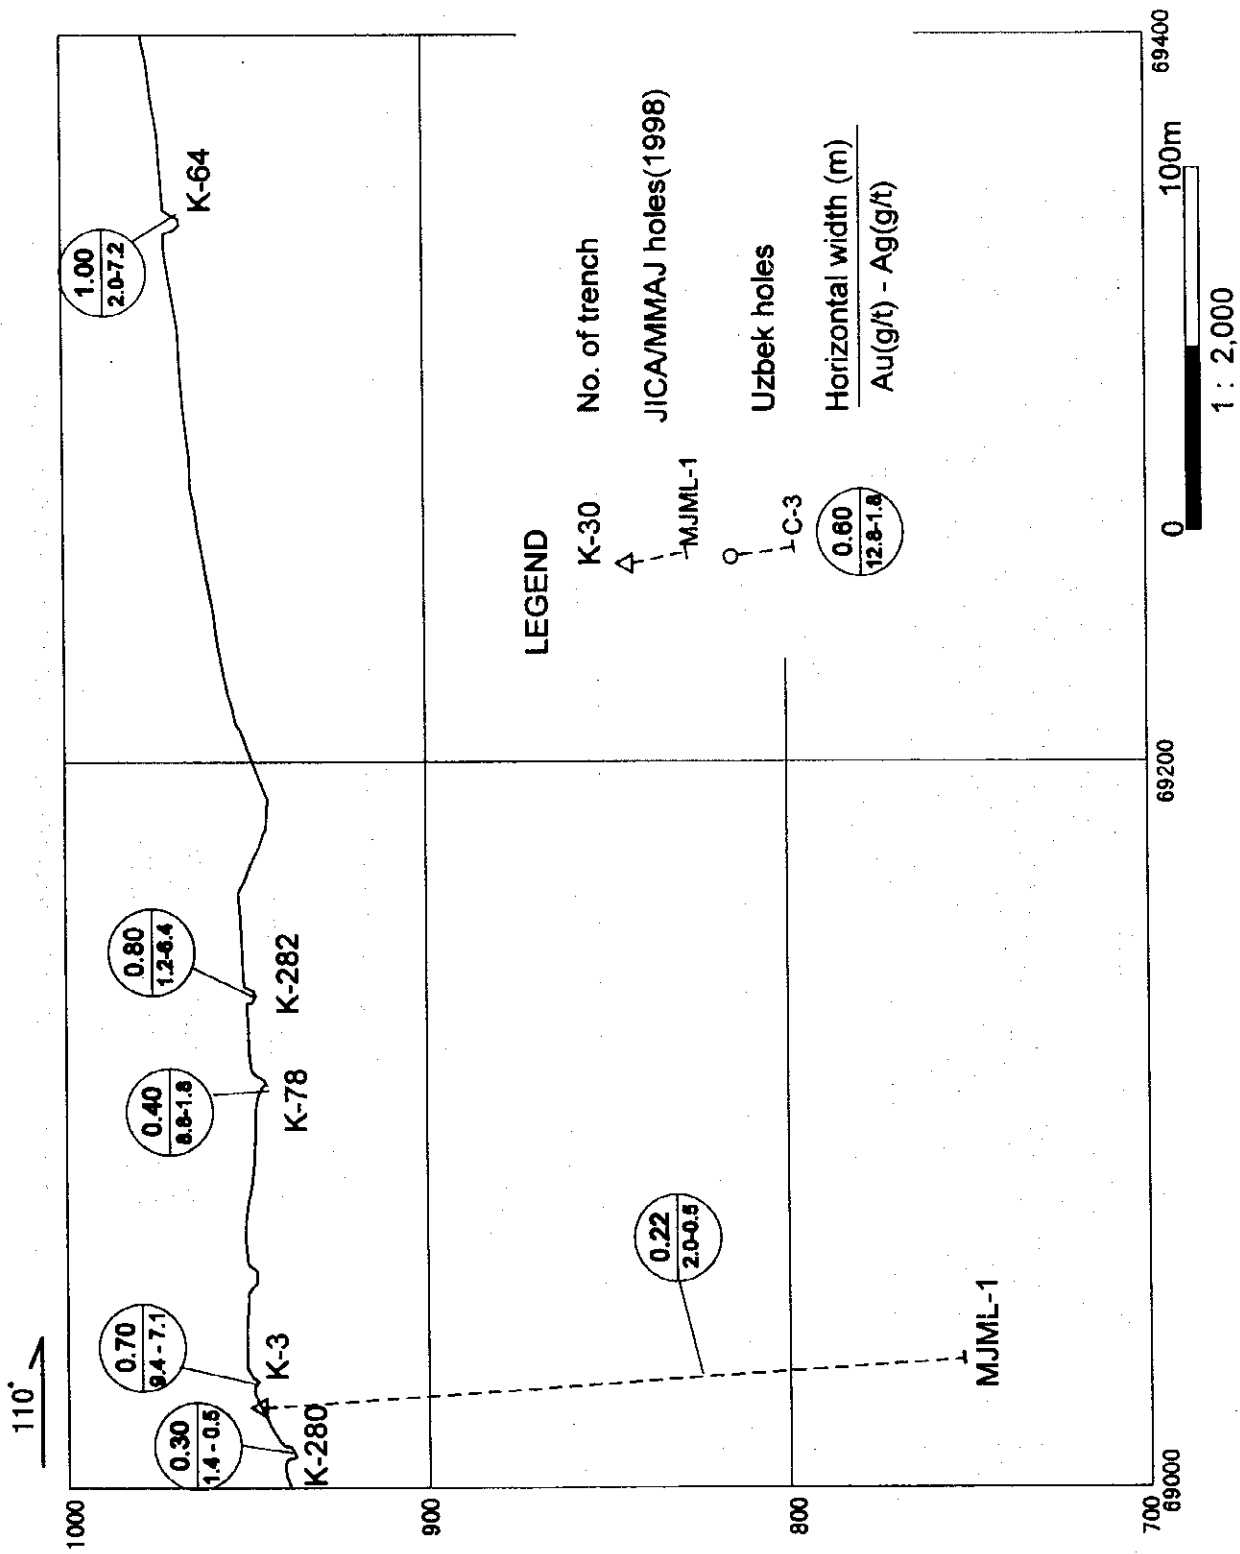 110°
1000
900
800
700
69000
69200
69400
0.30
1.4 - 0.5
K-280
0.70
9.4 - 7.1
K-3
0.40
8.8-1.8
K-78
0.80
1.2-6.4
K-282
1.00
2.0-7.2
K-64
0.22
2.0-0.5
MJML-1
LEGEND
K-30 No. of trench
MJML-1 JICA/MMAJ holes(1998)
C-3 Uzbek holes
0.60 Horizontal width (m)
12.8-1.8 Au(g/t) - Ag(g/t)
0 100m
1 : 2,000